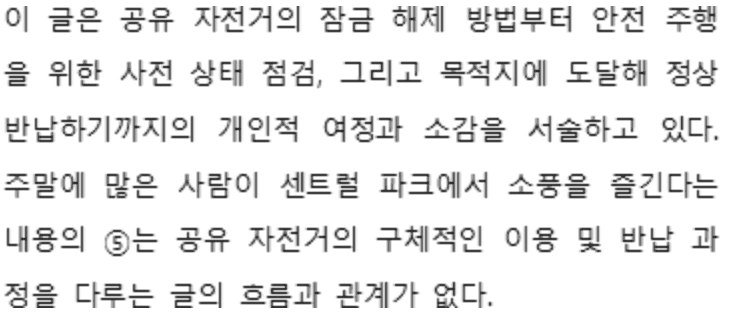 이 글은 공유 자전거의 잠금 해제 방법부터 안전 주행
을 위한 사전 상태 점검, 그리고 목적지에 도달해 정상
반납하기까지의 개인적 여정과 소감을 서술하고 있다.
주말에 많은 사람이 센트럴 파크에서 소풍을 즐긴다는
내용의 ⑤는 공유 자전거의 구체적인 이용 및 반납 과
정을 다루는 글의 흐름과 관계가 없다.